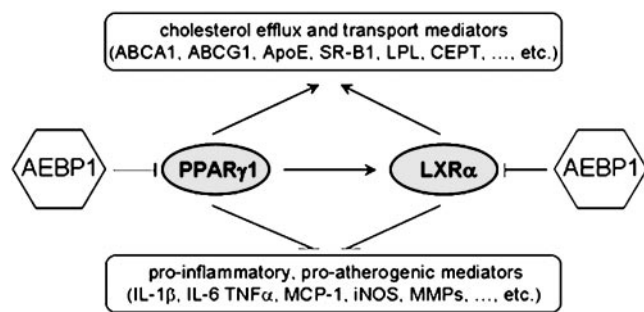 cholesterol efflux and transport mediators
(ABCA1, ABCG1, ApoE, SR-B1, LPL, CEPT, ..., etc.)
AEBP1
PPARγ1
LXRα
AEBP1
pro-inflammatory, pro-atherogenic mediators
(IL-1β, IL-6 TNFα, MCP-1, iNOS, MMPs, ..., etc.)